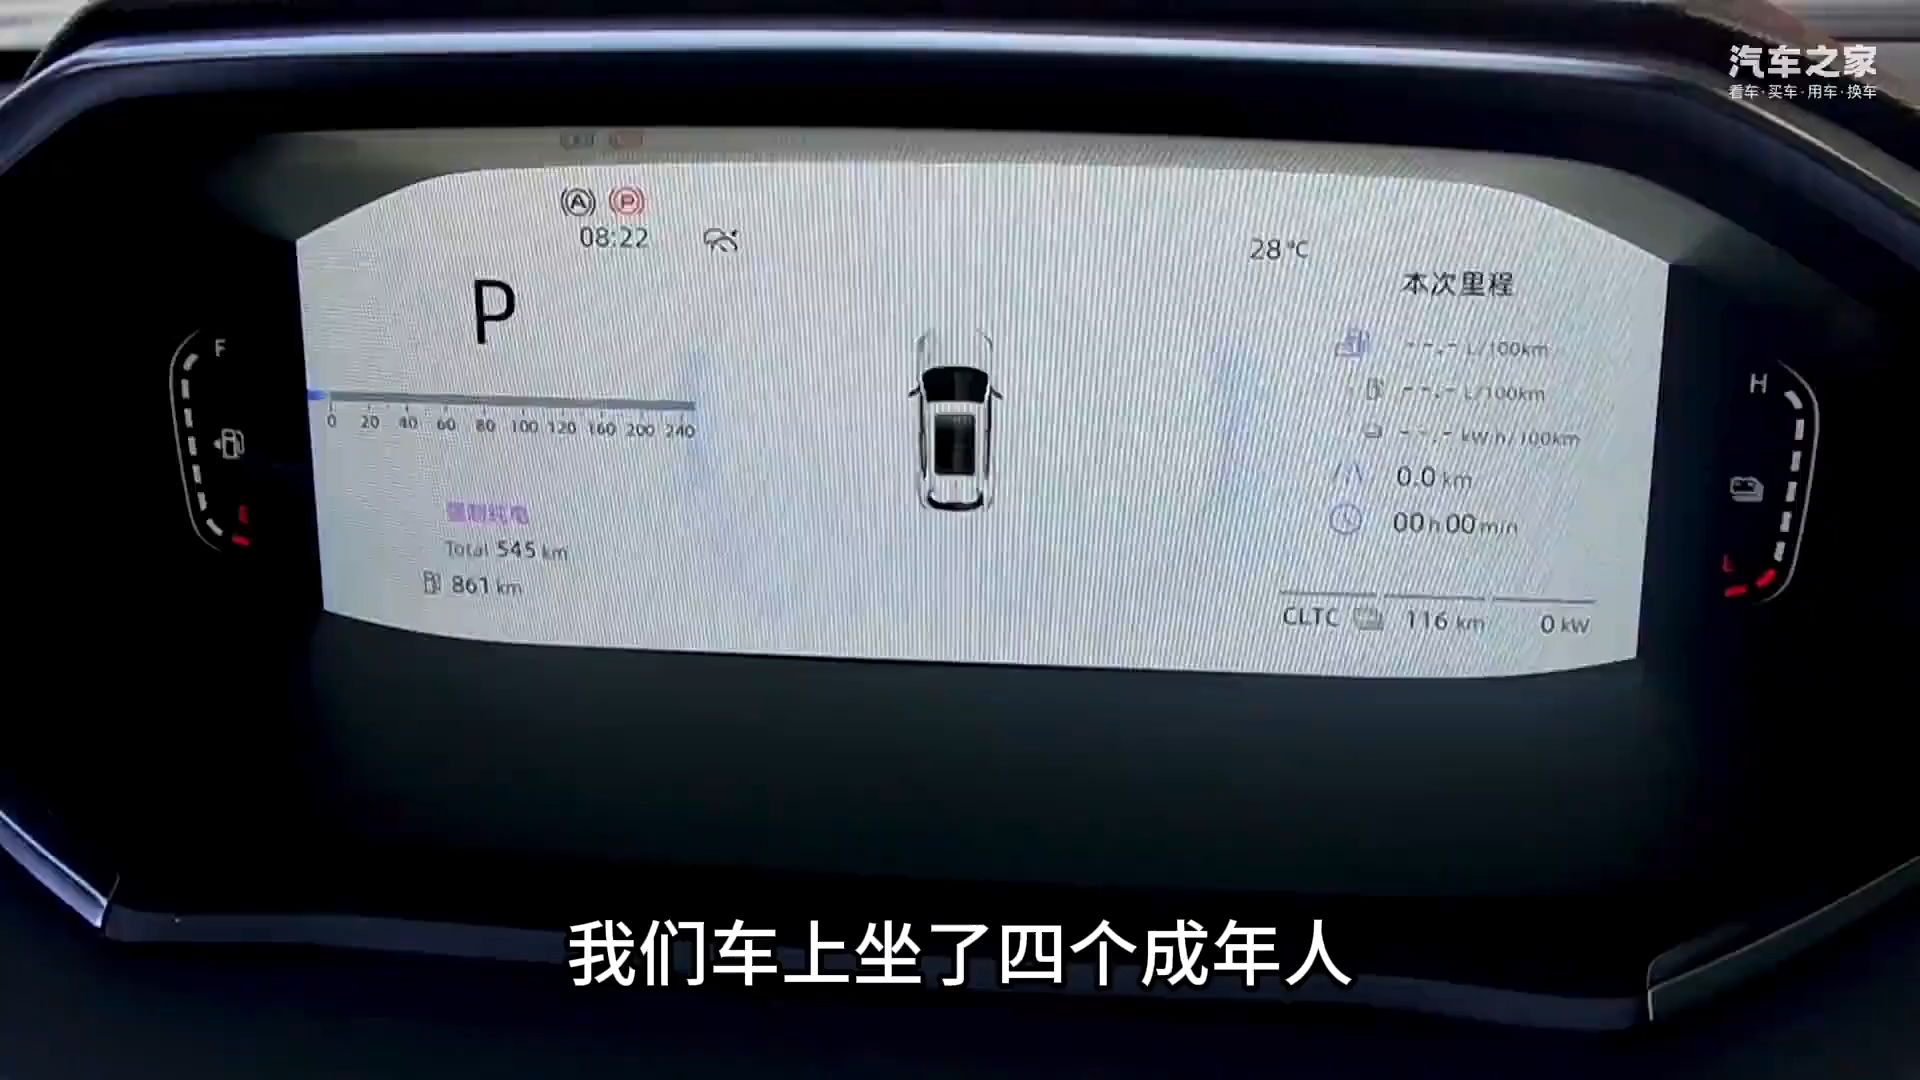 汽车之家
看车·买车·用车·换车
08:22
28°C
P
本次里程
F
H
--.- L/100km
--.- L/100km
--.- kW·h/100km
0 20 40 60 80 100 120 160 200 240
0.0 km
00h00min
E
强制纯电
Total 545 km
861 km
L
CLTC 116 km 0 kW
我们车上坐了四个成年人